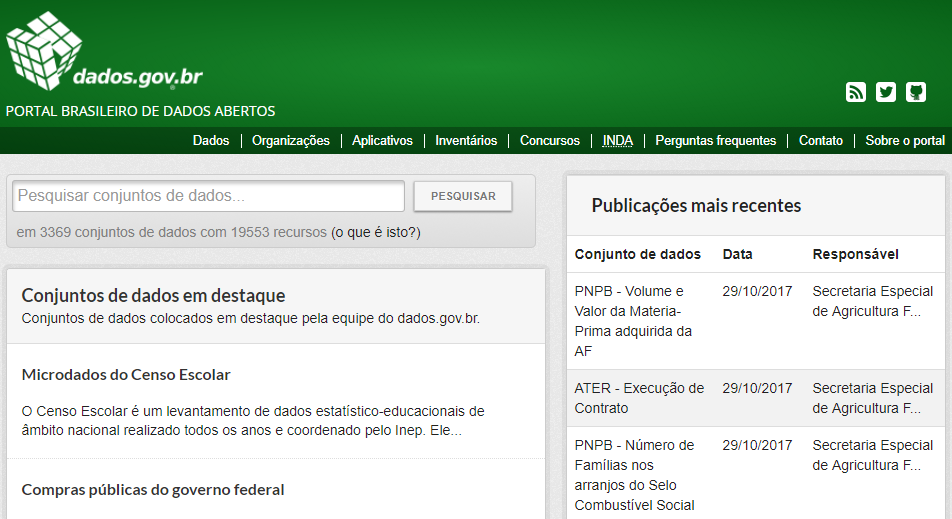 dados.gov.br
PORTAL BRASILEIRO DE DADOS ABERTOS
Dados | Organizações | Aplicativos | Inventários | Concursos | INDA | Perguntas frequentes | Contato | Sobre o portal
Pesquisar conjuntos de dados...
PESQUISAR
em 3369 conjuntos de dados com 19553 recursos (o que é isto?)
Conjuntos de dados em destaque
Conjuntos de dados colocados em destaque pela equipe do dados.gov.br.
Microdados do Censo Escolar
O Censo Escolar é um levantamento de dados estatístico-educacionais de
âmbito nacional realizado todos os anos e coordenado pelo Inep. Ele...
Compras públicas do governo federal
Publicações mais recentes
Conjunto de dados Data Responsável
PNPB - Volume e 29/10/2017 Secretaria Especial
Valor da Materia- de Agricultura F...
Prima adquirida da
AF
ATER - Execução de 29/10/2017 Secretaria Especial
Contrato de Agricultura F...
PNPB - Número de 29/10/2017 Secretaria Especial
Famílias nos de Agricultura F...
arranjos do Selo
Combustível Social